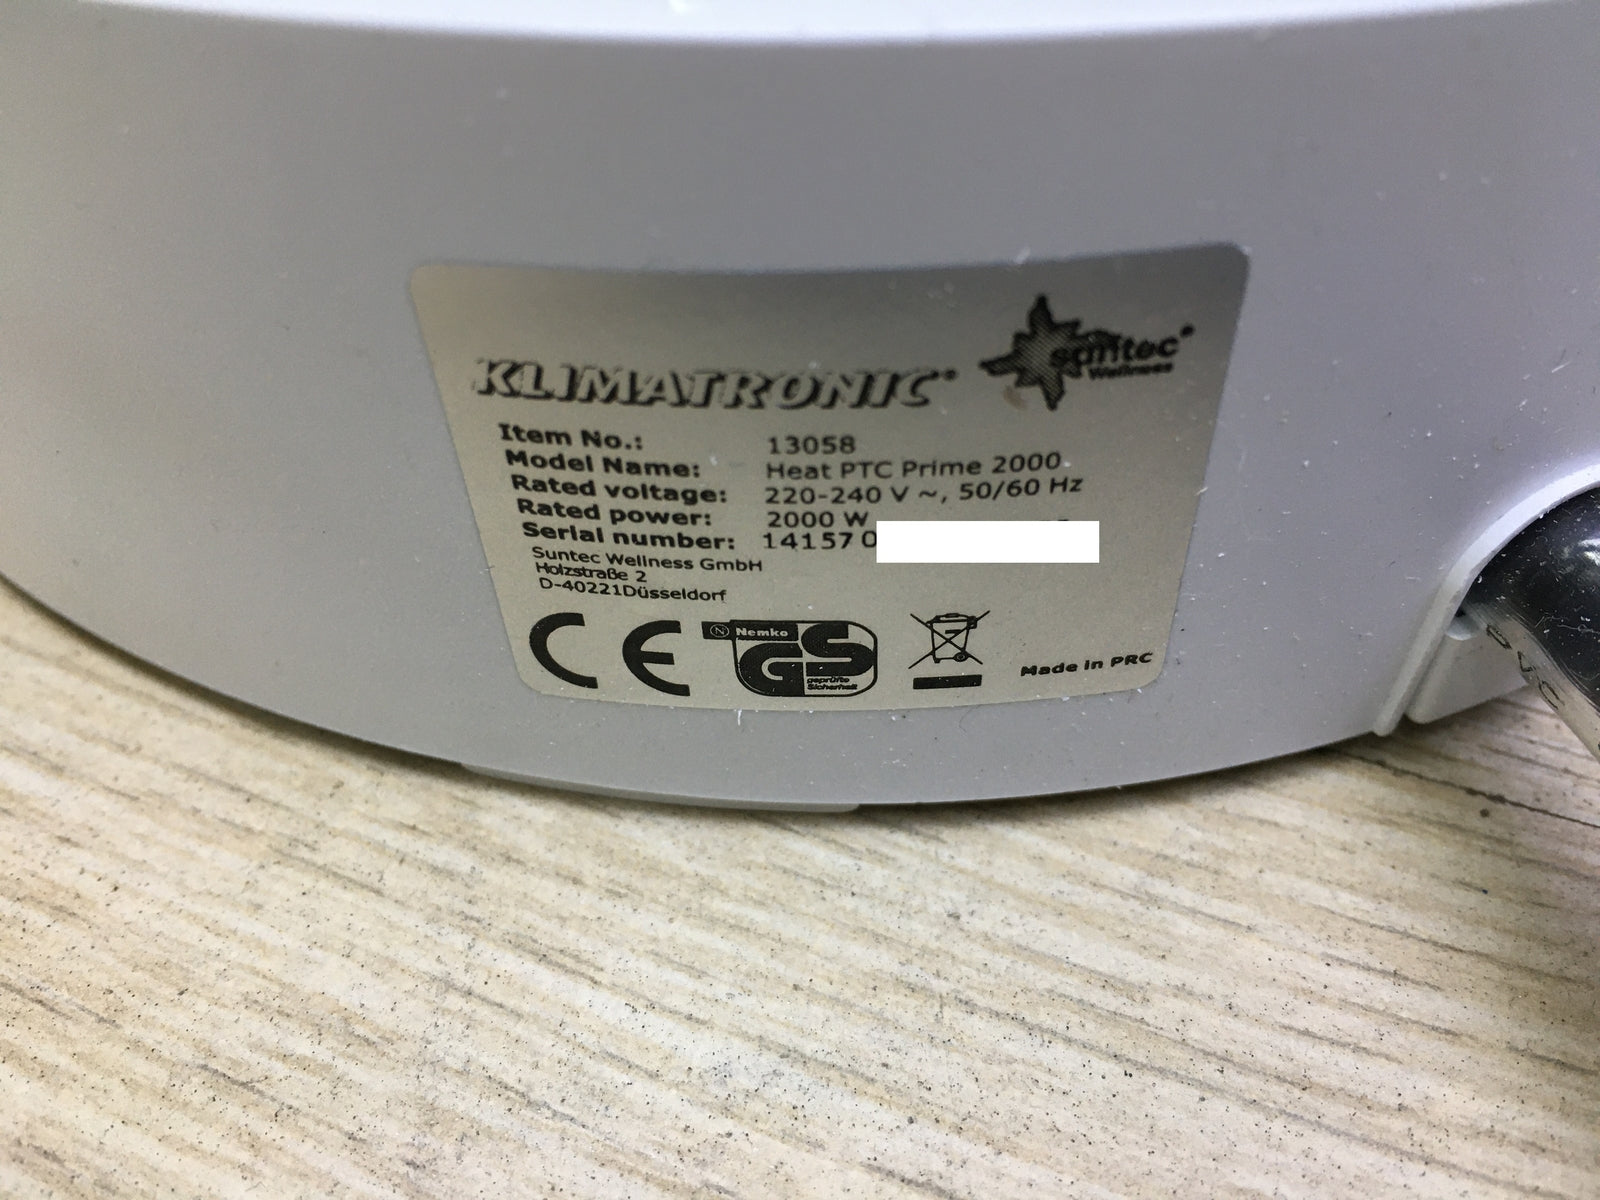 KLIMATRONIC®
suntec®
Wellness
Item No.: 13058
Model Name: Heat PTC Prime 2000
Rated voltage: 220-240 V ~, 50/60 Hz
Rated power: 2000 W
Serial number: 14157 0
Suntec Wellness GmbH
Holzstraße 2
D-40221Düsseldorf
CE
N Nemko
GS
geprüfte
Sicherheit
Made in PRC